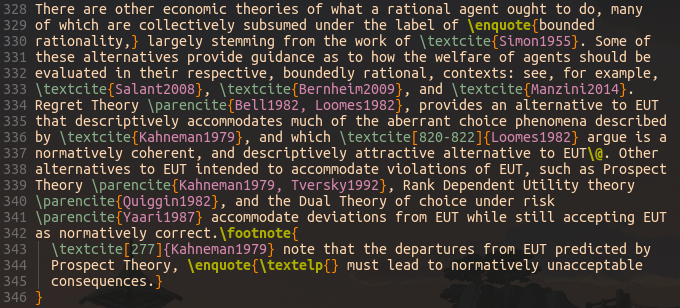 328 There are other economic theories of what a rational agent ought to do, many
329 of which are collectively subsumed under the label of \enquote{bounded
330 rationality,} largely stemming from the work of \textcite{Simon1955}. Some of
331 these alternatives provide guidance as to how the welfare of agents should be
332 evaluated in their respective, boundedly rational, contexts: see, for example,
333 \textcite{Salant2008}, \textcite{Bernheim2009}, and \textcite{Manzini2014}.
334 Regret Theory \parencite{Bell1982, Loomes1982}, provides an alternative to EUT
335 that descriptively accommodates much of the aberrant choice phenomena described
336 by \textcite{Kahneman1979}, and which \textcite[820-822]{Loomes1982} argue is a
337 normatively coherent, and descriptively attractive alternative to EUT\@. Other
338 alternatives to EUT intended to accommodate violations of EUT, such as Prospect
339 Theory \parencite{Kahneman1979, Tversky1992}, Rank Dependent Utility theory
340 \parencite{Quiggin1982}, and the Dual Theory of choice under risk
341 \parencite{Yaari1987} accommodate deviations from EUT while still accepting EUT
342 as normatively correct.\footnote{
343 \textcite[277]{Kahneman1979} note that the departures from EUT predicted by
344 Prospect Theory, \enquote{\textelp{} must lead to normatively unacceptable
345 consequences.}
346 }